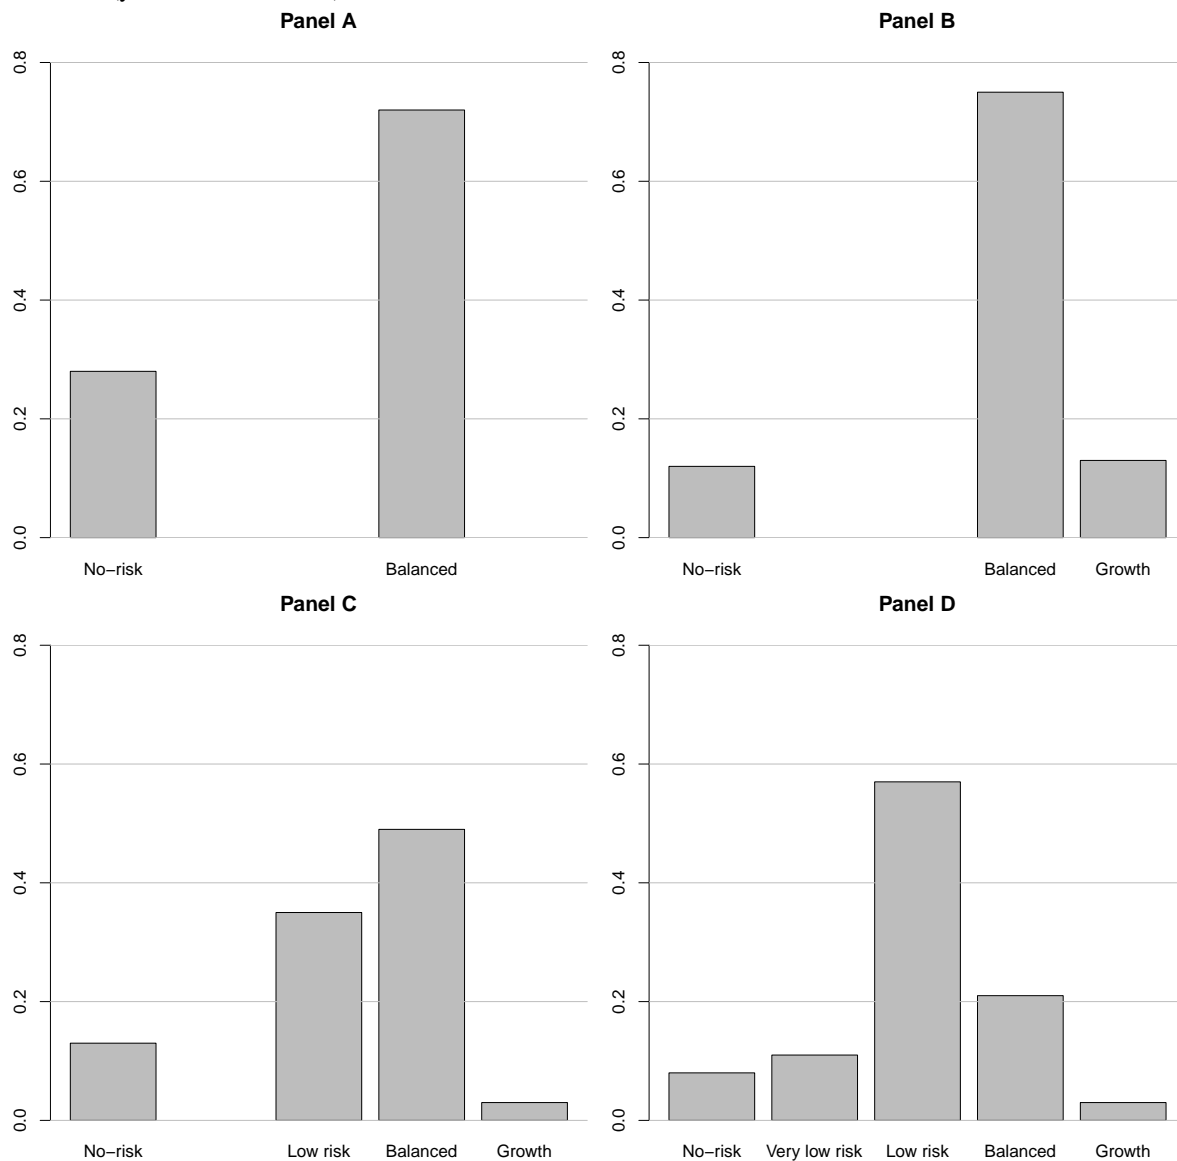 Panel A
0.8
0.6
0.4
0.2
0.0
No−risk Balanced
Panel B
0.8
0.6
0.4
0.2
0.0
No−risk Balanced Growth
Panel C
0.8
0.6
0.4
0.2
0.0
No−risk Low risk Balanced Growth
Panel D
0.8
0.6
0.4
0.2
0.0
No−risk Very low risk Low risk Balanced Growth